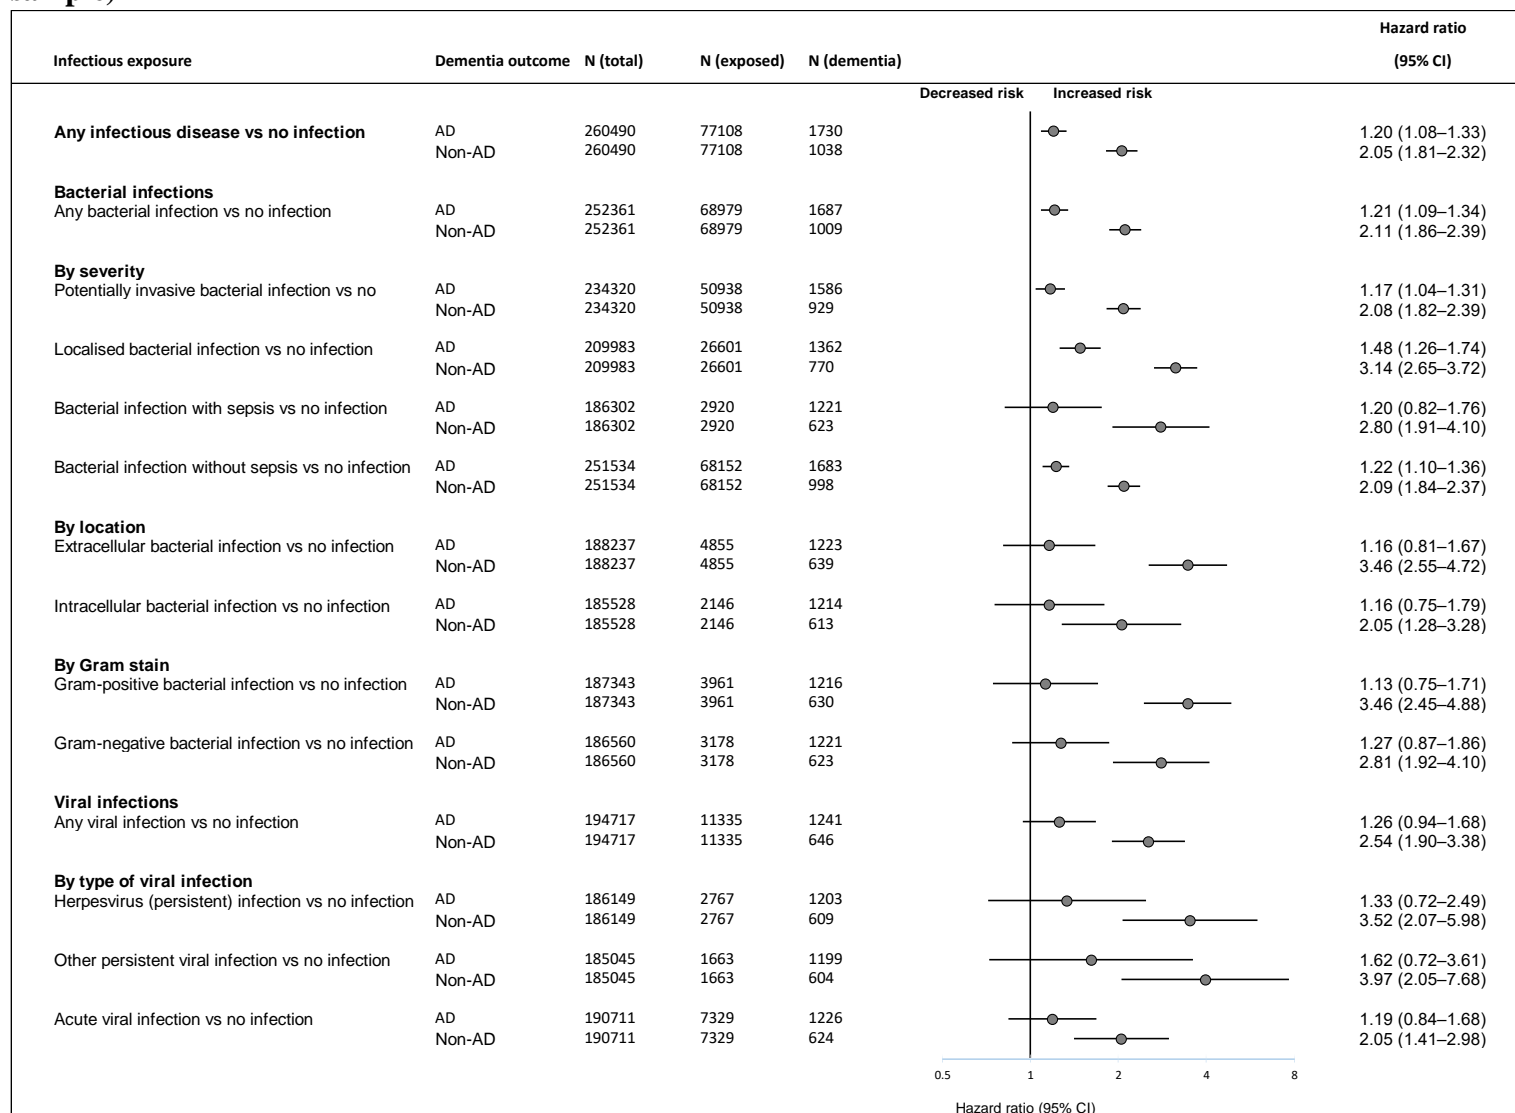 Hazard ratio
Infectious exposure Dementia outcome N (total) N (exposed) N (dementia) (95% CI)
Decreased risk Increased risk
Any infectious disease vs no infection AD 260490 77108 1730 1.20 (1.08–1.33)
Non-AD 260490 77108 1038 2.05 (1.81–2.32)
Bacterial infections
Any bacterial infection vs no infection AD 252361 68979 1687 1.21 (1.09–1.34)
Non-AD 252361 68979 1009 2.11 (1.86–2.39)
By severity
Potentially invasive bacterial infection vs no AD 234320 50938 1586 1.17 (1.04–1.31)
Non-AD 234320 50938 929 2.08 (1.82–2.39)
Localised bacterial infection vs no infection AD 209983 26601 1362 1.48 (1.26–1.74)
Non-AD 209983 26601 770 3.14 (2.65–3.72)
Bacterial infection with sepsis vs no infection AD 186302 2920 1221 1.20 (0.82–1.76)
Non-AD 186302 2920 623 2.80 (1.91–4.10)
Bacterial infection without sepsis vs no infection AD 251534 68152 1683 1.22 (1.10–1.36)
Non-AD 251534 68152 998 2.09 (1.84–2.37)
By location
Extracellular bacterial infection vs no infection AD 188237 4855 1223 1.16 (0.81–1.67)
Non-AD 188237 4855 639 3.46 (2.55–4.72)
Intracellular bacterial infection vs no infection AD 185528 2146 1214 1.16 (0.75–1.79)
Non-AD 185528 2146 613 2.05 (1.28–3.28)
By Gram stain
Gram-positive bacterial infection vs no infection AD 187343 3961 1216 1.13 (0.75–1.71)
Non-AD 187343 3961 630 3.46 (2.45–4.88)
Gram-negative bacterial infection vs no infection AD 186560 3178 1221 1.27 (0.87–1.86)
Non-AD 186560 3178 623 2.81 (1.92–4.10)
Viral infections
Any viral infection vs no infection AD 194717 11335 1241 1.26 (0.94–1.68)
Non-AD 194717 11335 646 2.54 (1.90–3.38)
By type of viral infection
Herpesvirus (persistent) infection vs no infection AD 186149 2767 1203 1.33 (0.72–2.49)
Non-AD 186149 2767 609 3.52 (2.07–5.98)
Other persistent viral infection vs no infection AD 185045 1663 1199 1.62 (0.72–3.61)
Non-AD 185045 1663 604 3.97 (2.05–7.68)
Acute viral infection vs no infection AD 190711 7329 1226 1.19 (0.84–1.68)
Non-AD 190711 7329 624 2.05 (1.41–2.98)
0.5 1 2 4 8
Hazard ratio (95% CI)